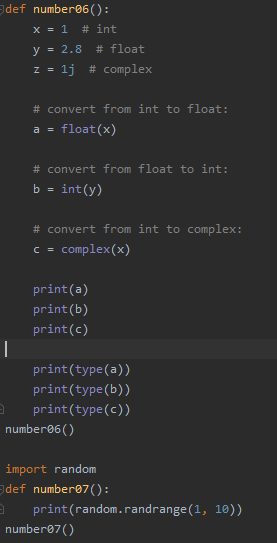 def number06():
    x = 1  # int
    y = 2.8  # float
    z = 1j  # complex

    # convert from int to float:
    a = float(x)

    # convert from float to int:
    b = int(y)

    # convert from int to complex:
    c = complex(x)

    print(a)
    print(b)
    print(c)

    print(type(a))
    print(type(b))
    print(type(c))
number06()

import random
def number07():
    print(random.randrange(1, 10))
number07()